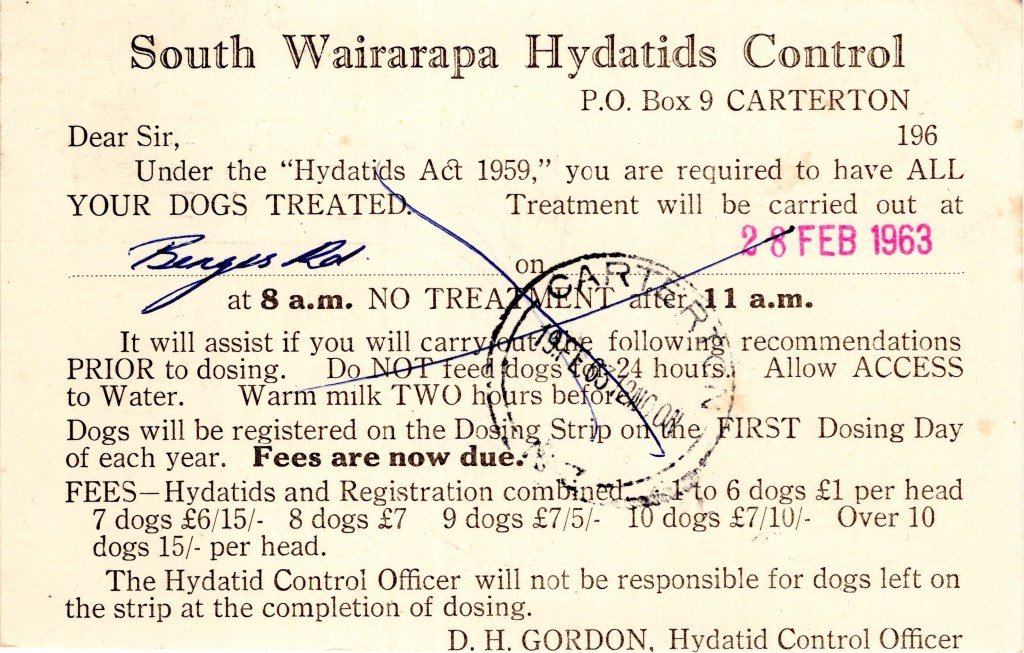 South Wairarapa Hydatids Control
P.O. Box 9 CARTERTON
Dear Sir, 196
Under the "Hydatids Act 1959," you are required to have ALL
YOUR DOGS TREATED. Treatment will be carried out at
Benges Rd. on 28 FEB 1963
at 8 a.m. NO TREATMENT after 11 a.m.
It will assist if you will carry out the following recommendations
PRIOR to dosing. Do NOT feed dogs for 24 hours. Allow ACCESS
to Water. Warm milk TWO hours before.
Dogs will be registered on the Dosing Strip on the FIRST Dosing Day
of each year. Fees are now due.
FEES—Hydatids and Registration combined 1 to 6 dogs £1 per head
7 dogs £6/15/- 8 dogs £7 9 dogs £7/5/- 10 dogs £7/10/- Over 10
dogs 15/- per head.
The Hydatid Control Officer will not be responsible for dogs left on
the strip at the completion of dosing.
D. H. GORDON, Hydatid Control Officer
CARTERTON